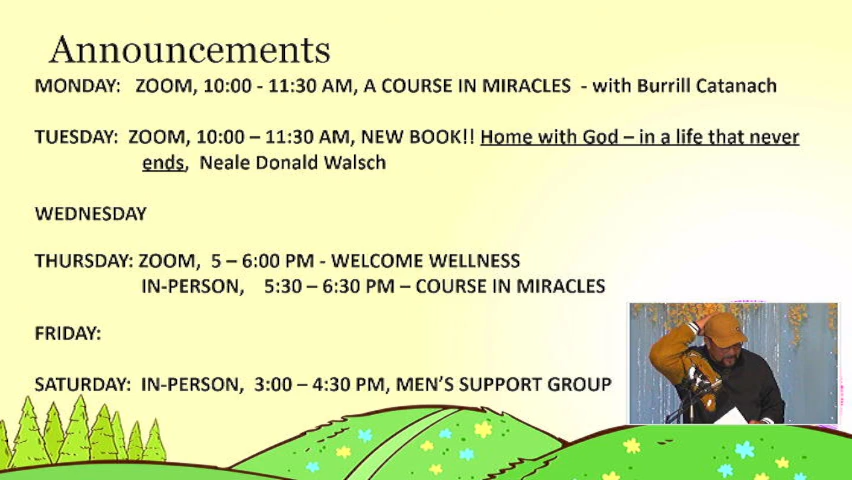 Announcements
MONDAY: ZOOM, 10:00 - 11:30 AM, A COURSE IN MIRACLES - with Burrill Catanach
TUESDAY: ZOOM, 10:00 – 11:30 AM, NEW BOOK!! Home with God – in a life that never
ends, Neale Donald Walsch
WEDNESDAY
THURSDAY: ZOOM, 5 – 6:00 PM - WELCOME WELLNESS
IN-PERSON, 5:30 – 6:30 PM – COURSE IN MIRACLES
FRIDAY:
SATURDAY: IN-PERSON, 3:00 – 4:30 PM, MEN'S SUPPORT GROUP